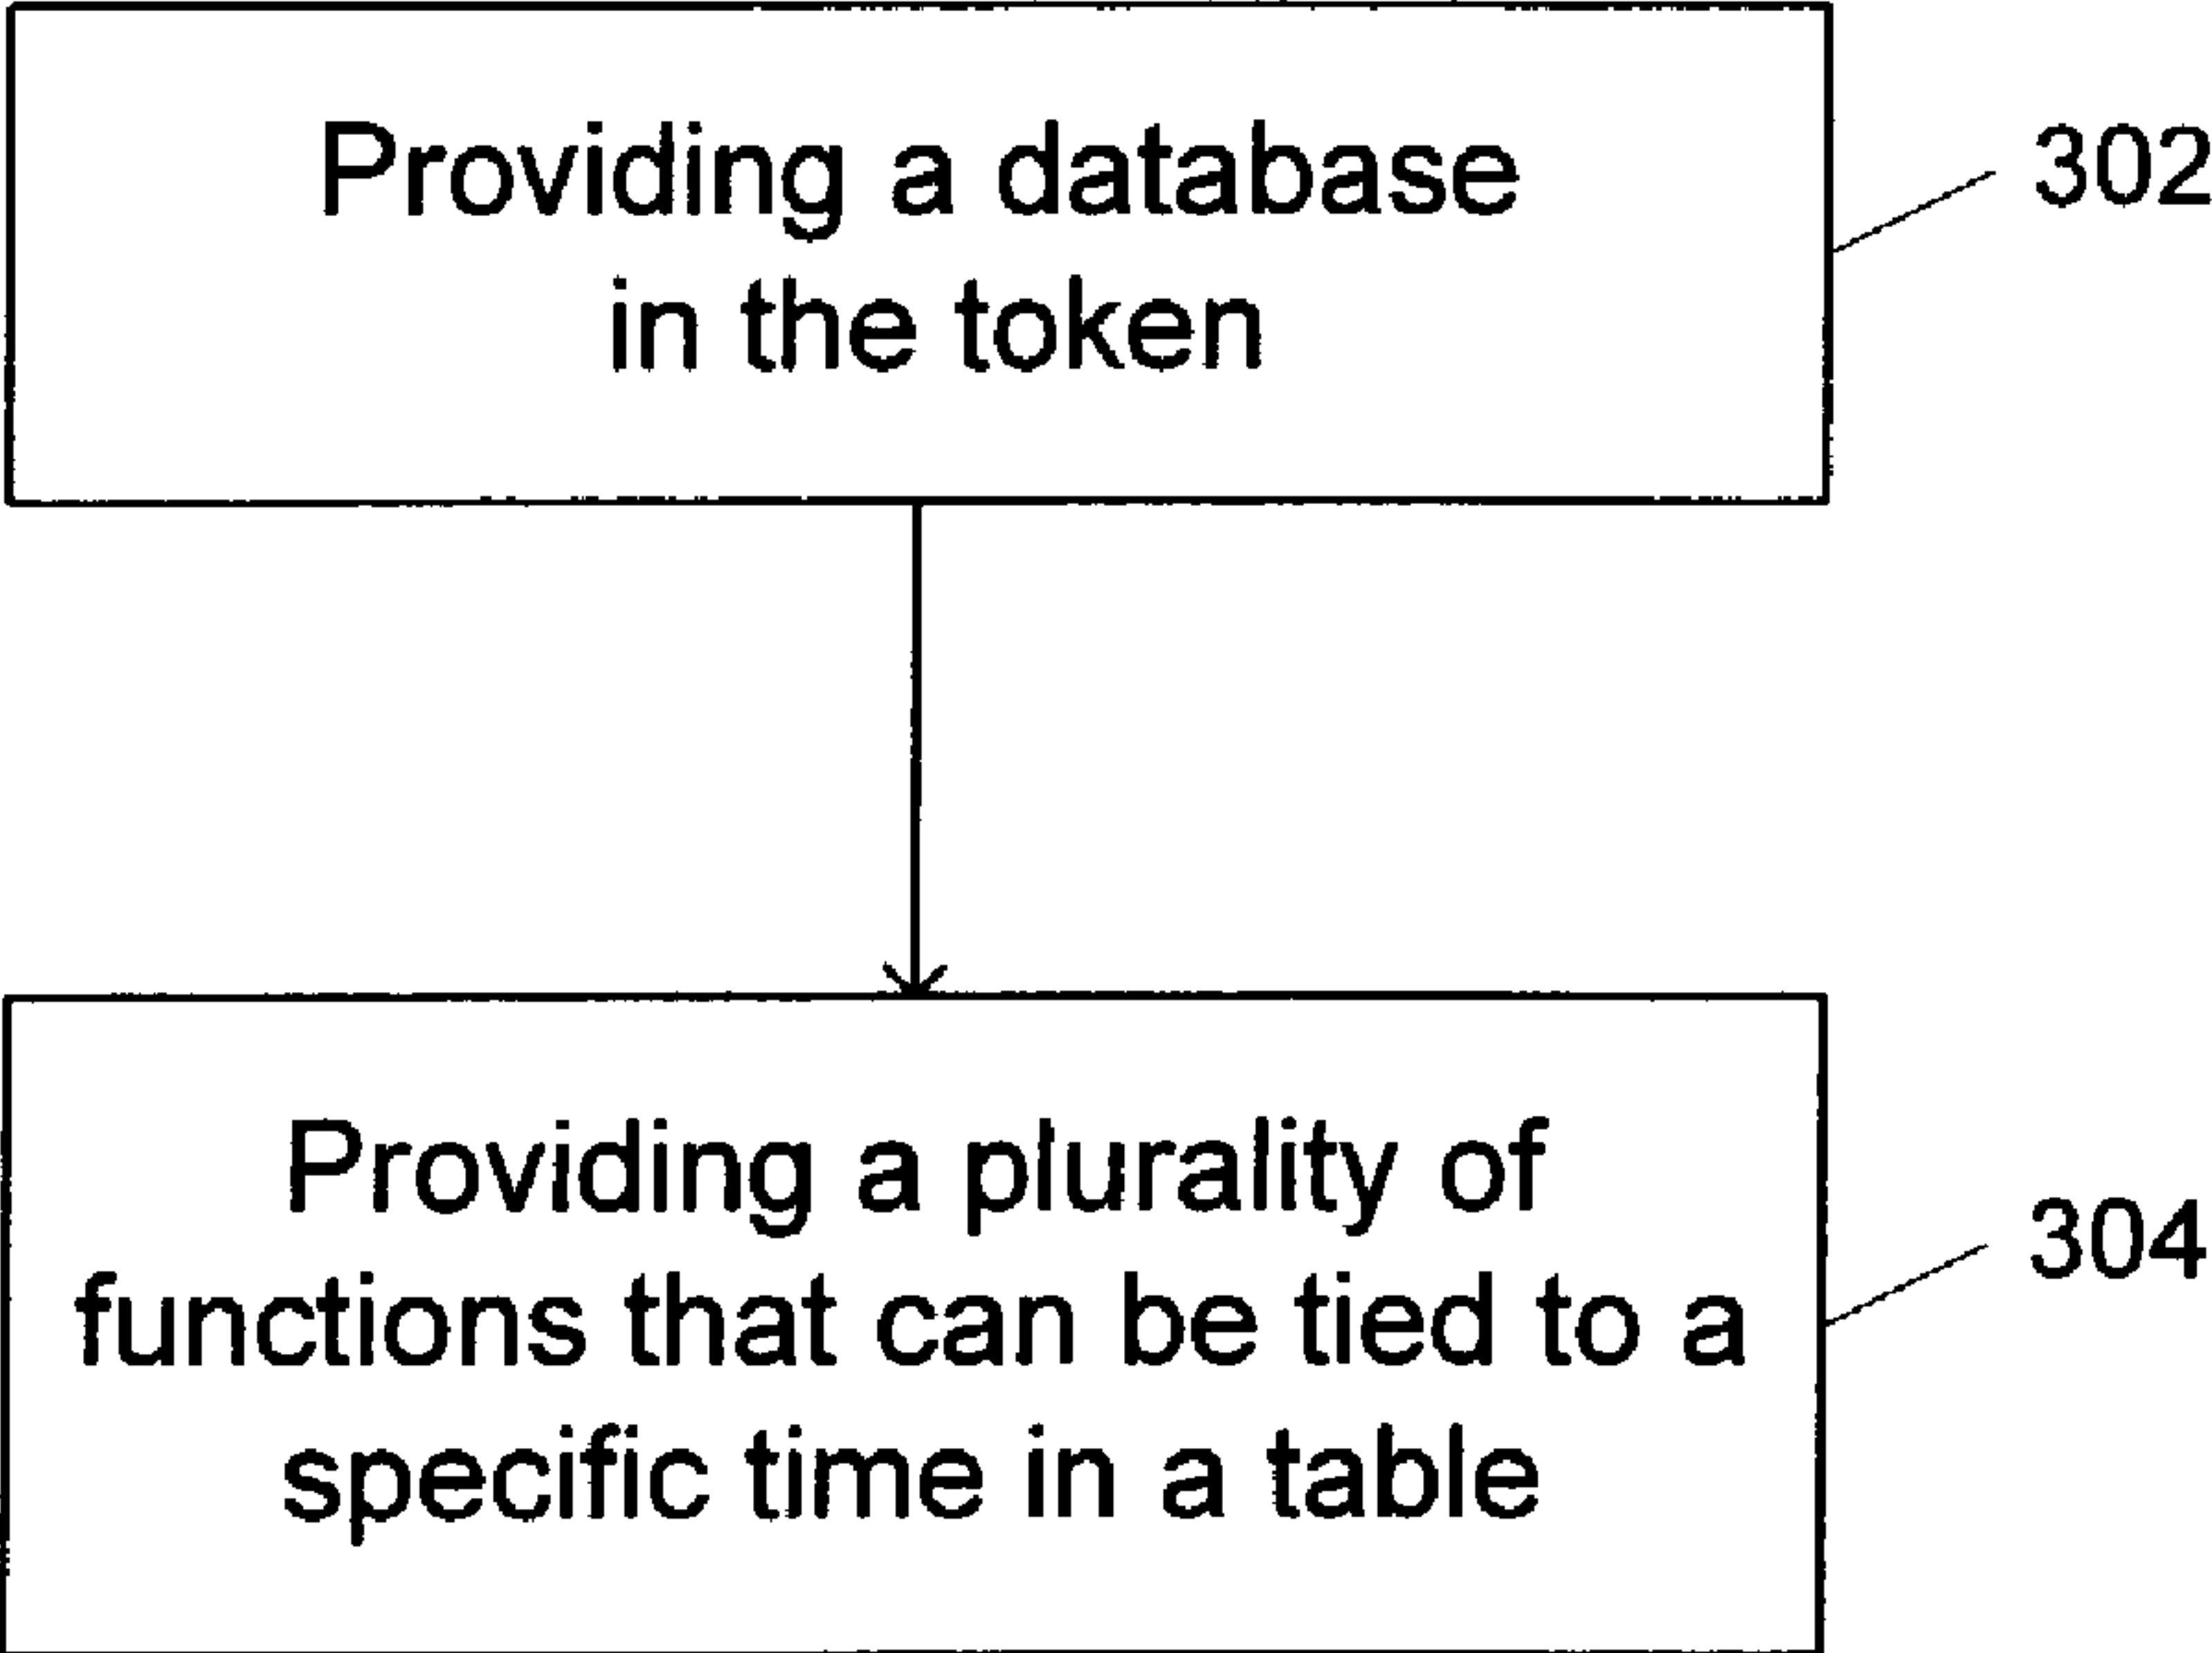 Providing a database
in the token
302
Providing a plurality of
functions that can be tied to a
specific time in a table
304